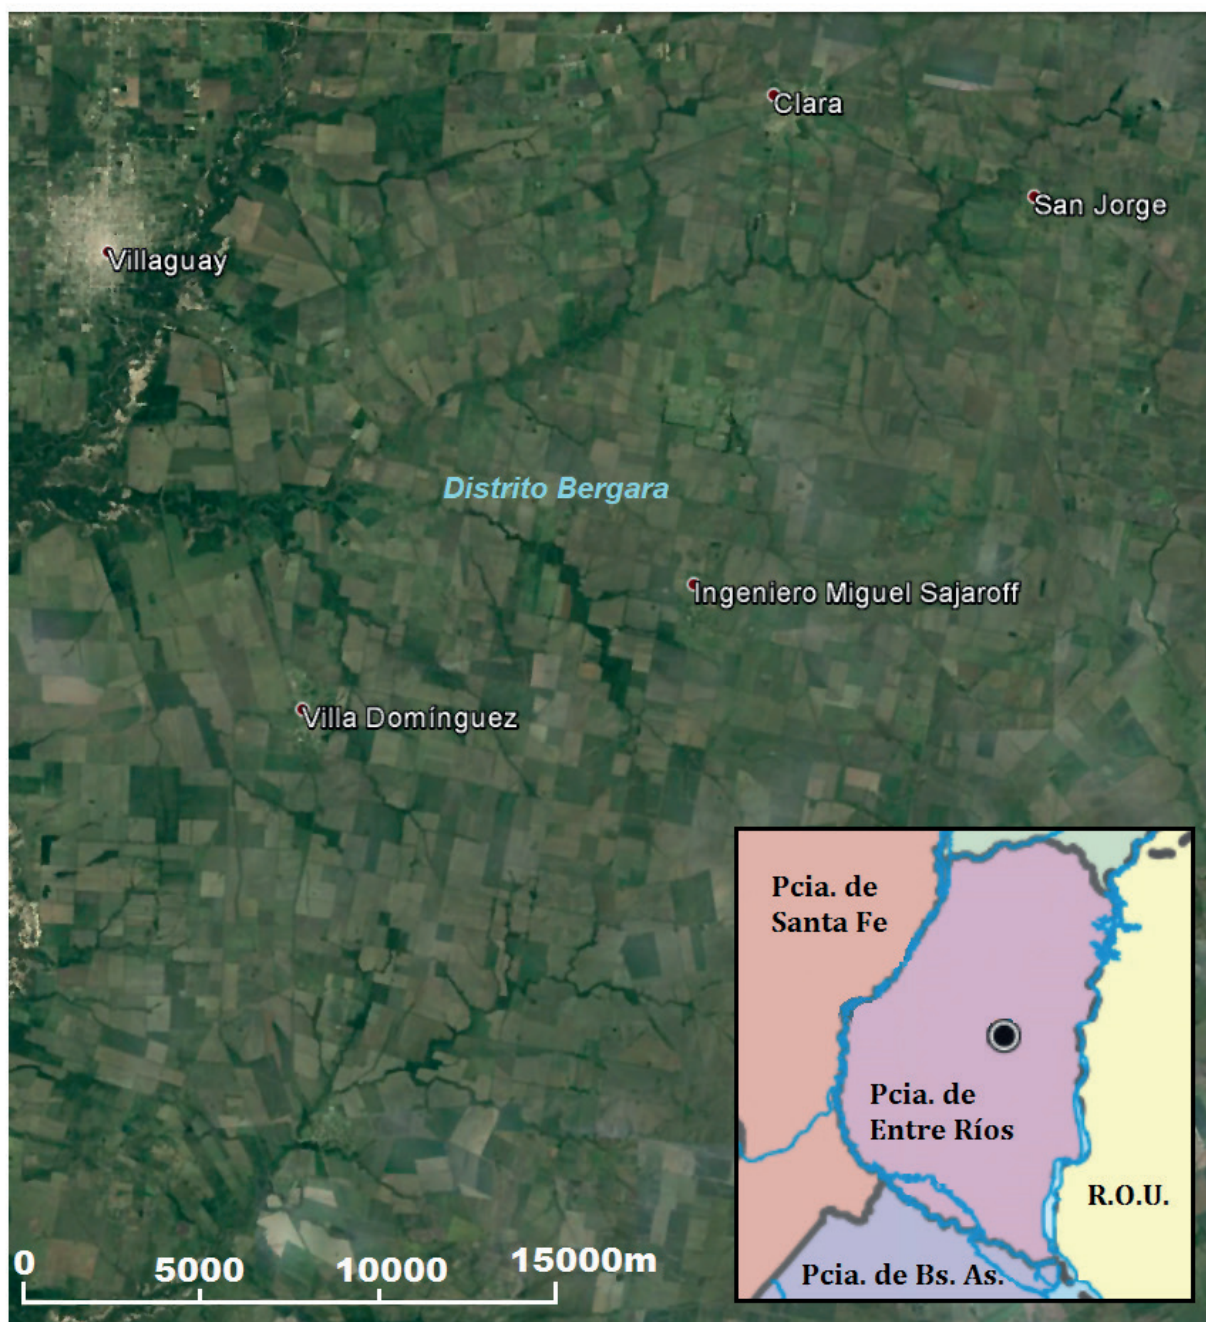 Clara
San Jorge
Villaguay
Distrito Bergara
Ingeniero Miguel Sajaroff
Villa Domínguez
Pcia. de
Santa Fe
Pcia. de
Entre Ríos
R.O.U.
Pcia. de Bs. As.
0 5000 10000 15000m